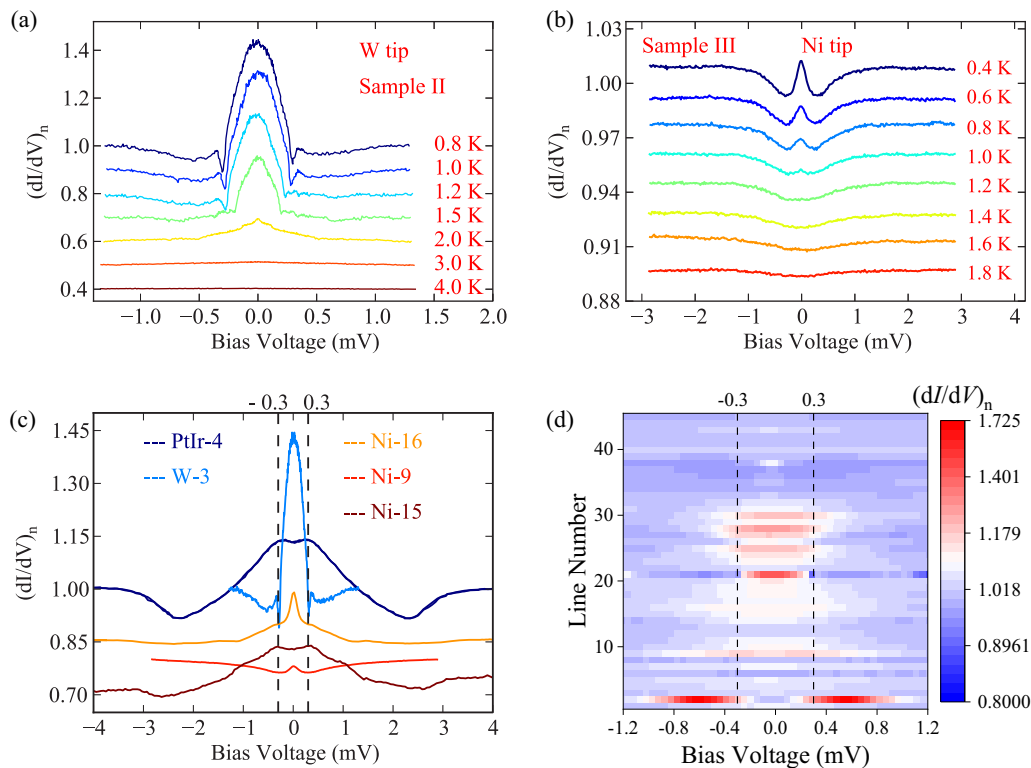 (a)
W tip
Sample II
0.8 K
1.0 K
1.2 K
1.5 K
2.0 K
3.0 K
4.0 K
1.4
1.2
1.0
0.8
0.6
0.4
(dI/dV)n
−1.0 −0.5 0.0 0.5 1.0 1.5 2.0
Bias Voltage (mV)
(b)
Sample III Ni tip
0.4 K
0.6 K
0.8 K
1.0 K
1.2 K
1.4 K
1.6 K
1.8 K
1.03
1.00
0.97
0.94
0.91
0.88
(dI/dV)n
−3 −2 −1 0 1 2 3 4
Bias Voltage (mV)
(c)
- 0.3 0.3
PtIr-4
W-3
Ni-16
Ni-9
Ni-15
1.45
1.30
1.15
1.00
0.85
0.70
(dI/dV)n
−4 −3 −2 −1 0 1 2 3 4
Bias Voltage (mV)
(d)
-0.3 0.3
(dI/dV)n
40
30
20
10
Line Number
-1.2 -0.8 -0.4 0.0 0.4 0.8 1.2
Bias Voltage (mV)
1.725
1.401
1.179
1.076
1.018
0.8961
0.8000